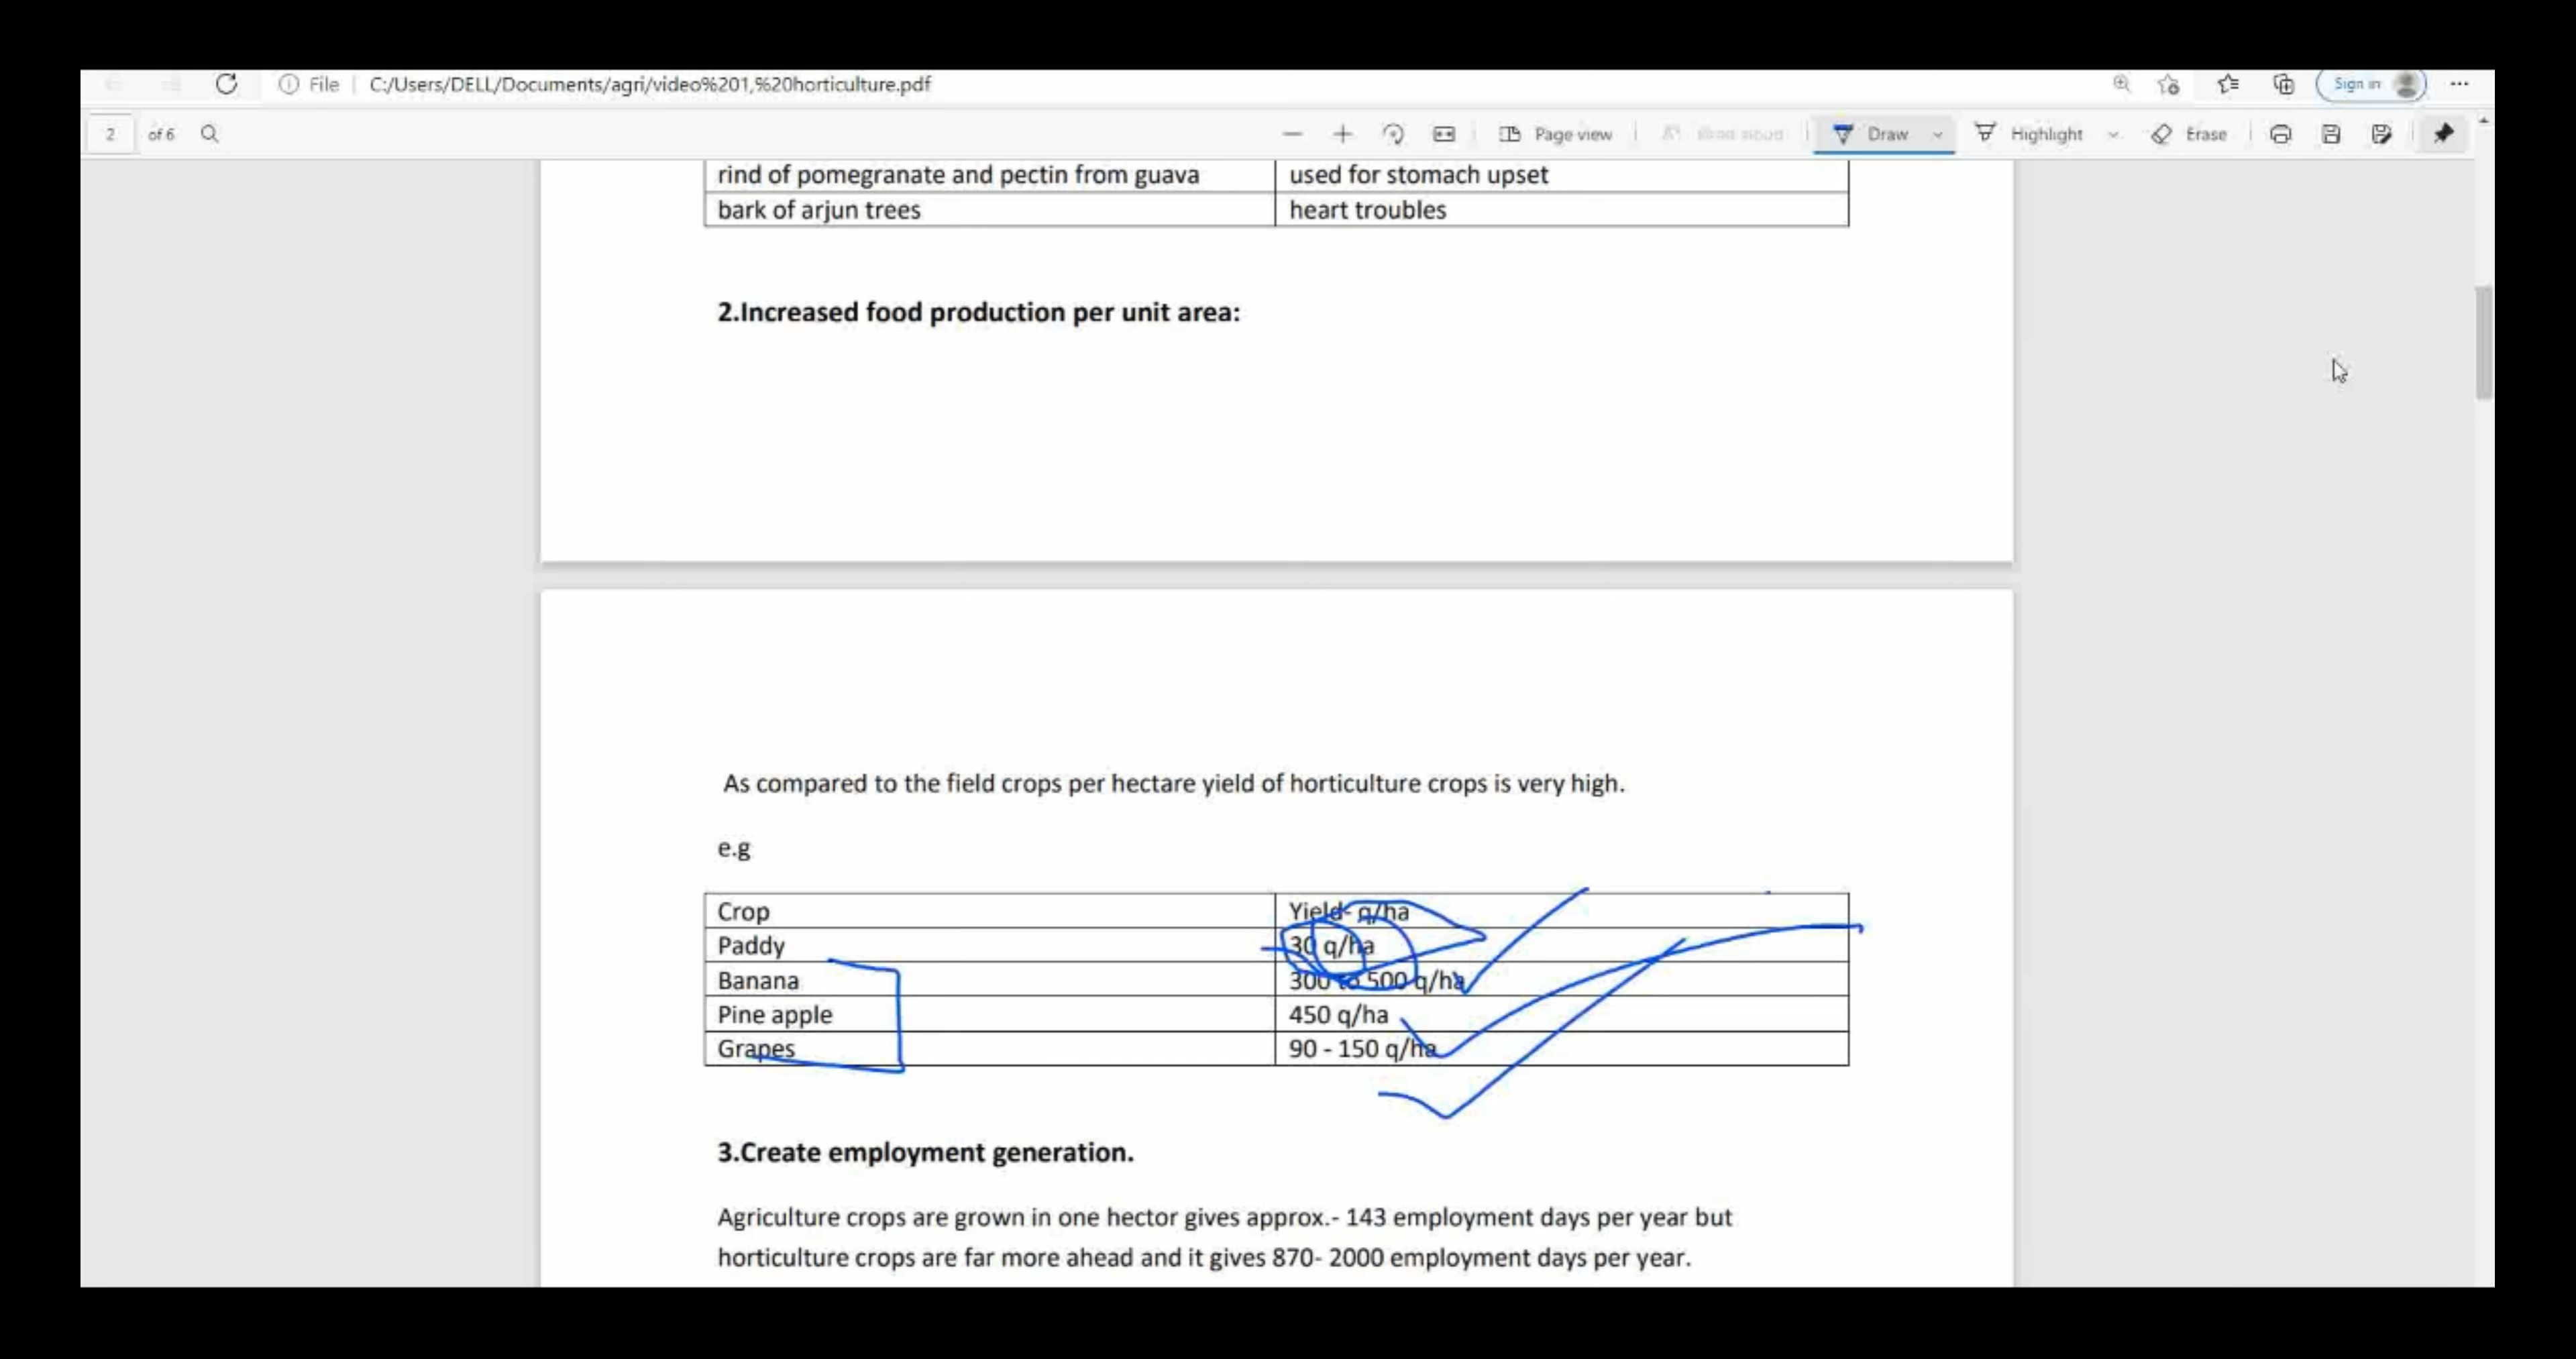 File | C:/Users/DELL/Documents/agri/video%201,%20horticulture.pdf
Sign in
2 of 6
Page view
Read aloud
Draw
Highlight
Erase
rind of pomegranate and pectin from guava used for stomach upset
bark of arjun trees heart troubles
2.Increased food production per unit area:
As compared to the field crops per hectare yield of horticulture crops is very high.
e.g
Crop Yield- q/ha
Paddy 30 q/ha
Banana 300 to 500 q/ha
Pine apple 450 q/ha
Grapes 90 - 150 q/ha
3.Create employment generation.
Agriculture crops are grown in one hector gives approx.- 143 employment days per year but
horticulture crops are far more ahead and it gives 870- 2000 employment days per year.